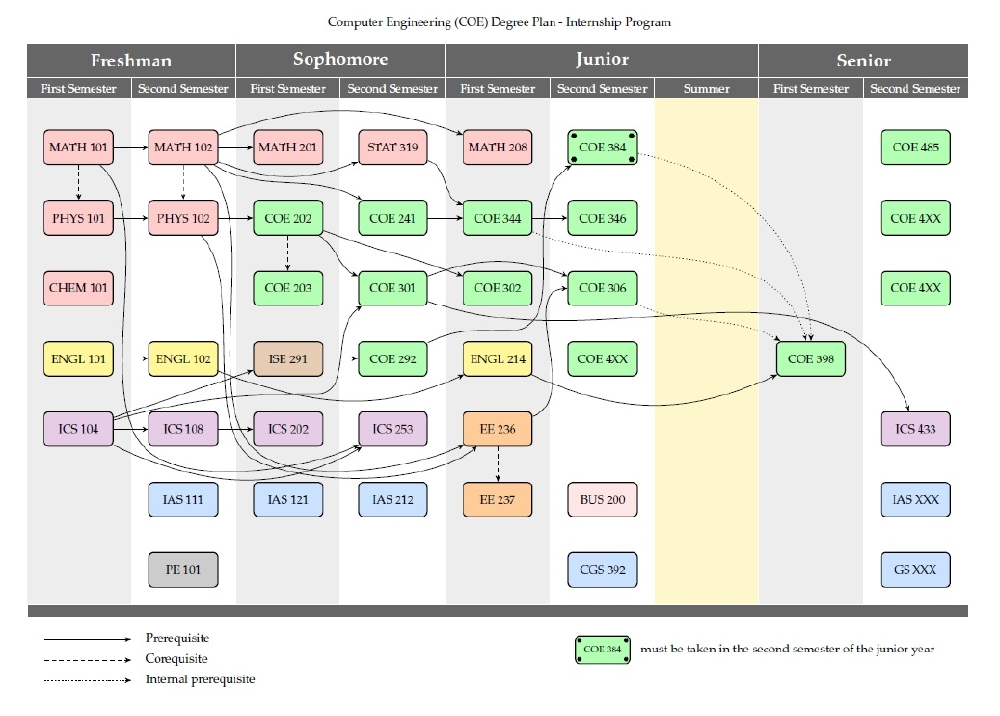 Computer Engineering (COE) Degree Plan - Internship Program
Freshman Sophomore Junior Senior
First Semester Second Semester First Semester Second Semester First Semester Second Semester Summer First Semester Second Semester
MATH 101 MATH 102 MATH 201 STAT 319 MATH 208 COE 384 COE 485
PHYS 101 PHYS 102 COE 202 COE 241 COE 344 COE 346 COE 4XX
CHEM 101 COE 203 COE 301 COE 302 COE 306 COE 4XX
ENGL 101 ENGL 102 ISE 291 COE 292 ENGL 214 COE 4XX COE 398
ICS 104 ICS 108 ICS 202 ICS 253 EE 236 ICS 433
IAS 111 IAS 121 IAS 212 EE 237 BUS 200 IAS XXX
PE 101 CGS 392 GS XXX
Prerequisite
Corequisite
Internal prerequisite
COE 384 must be taken in the second semester of the junior year